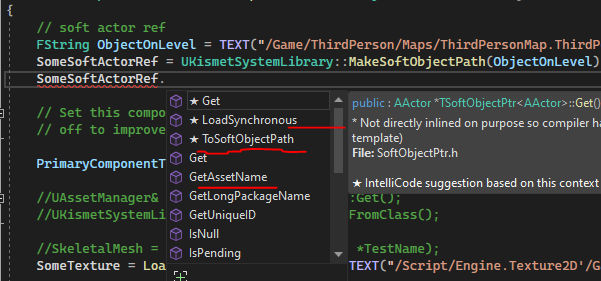 {
// soft actor ref
FString ObjectOnLevel = TEXT("/Game/ThirdPerson/Maps/ThirdPersonMap.ThirdP
SomeSoftActorRef = UKismetSystemLibrary::MakeSoftObjectPath(ObjectOnLevel)
SomeSoftActorRef.
★ Get
★ LoadSynchronous
★ ToSoftObjectPath
Get
GetAssetName
GetLongPackageName
GetUniqueID
IsNull
IsPending
public : AActor *TSoftObjectPtr<AActor>::Get()
* Not directly inlined on purpose so compiler ha
template)
File: SoftObjectPtr.h
★ IntelliCode suggestion based on this context
// Set this compo
// off to improve
PrimaryComponentT
//UAssetManager& :Get();
//UKismetSystemLi FromClass();
//SkeletalMesh = *TestName);
SomeTexture = Loa TEXT("/Script/Engine.Texture2D'/G